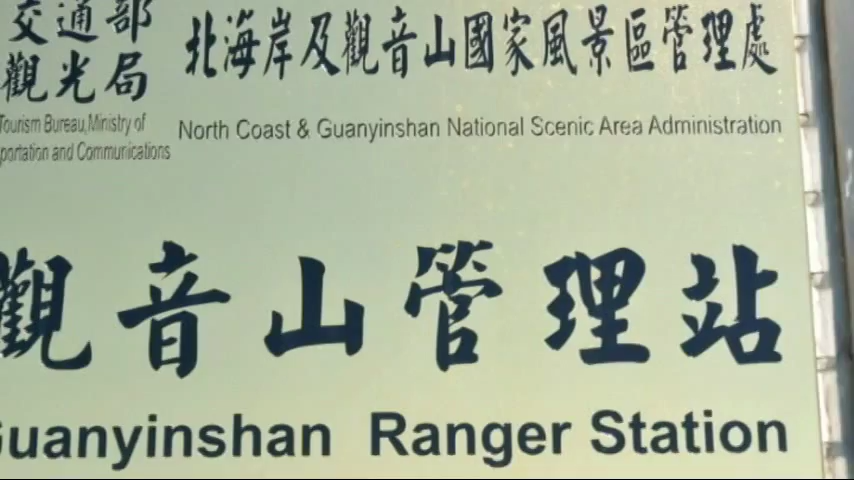 交通部
觀光局
北海岸及觀音山國家風景區管理處
Tourism Bureau, Ministry of
portation and Communications
North Coast & Guanyinshan National Scenic Area Administration
觀音山管理站
Guanyinshan Ranger Station